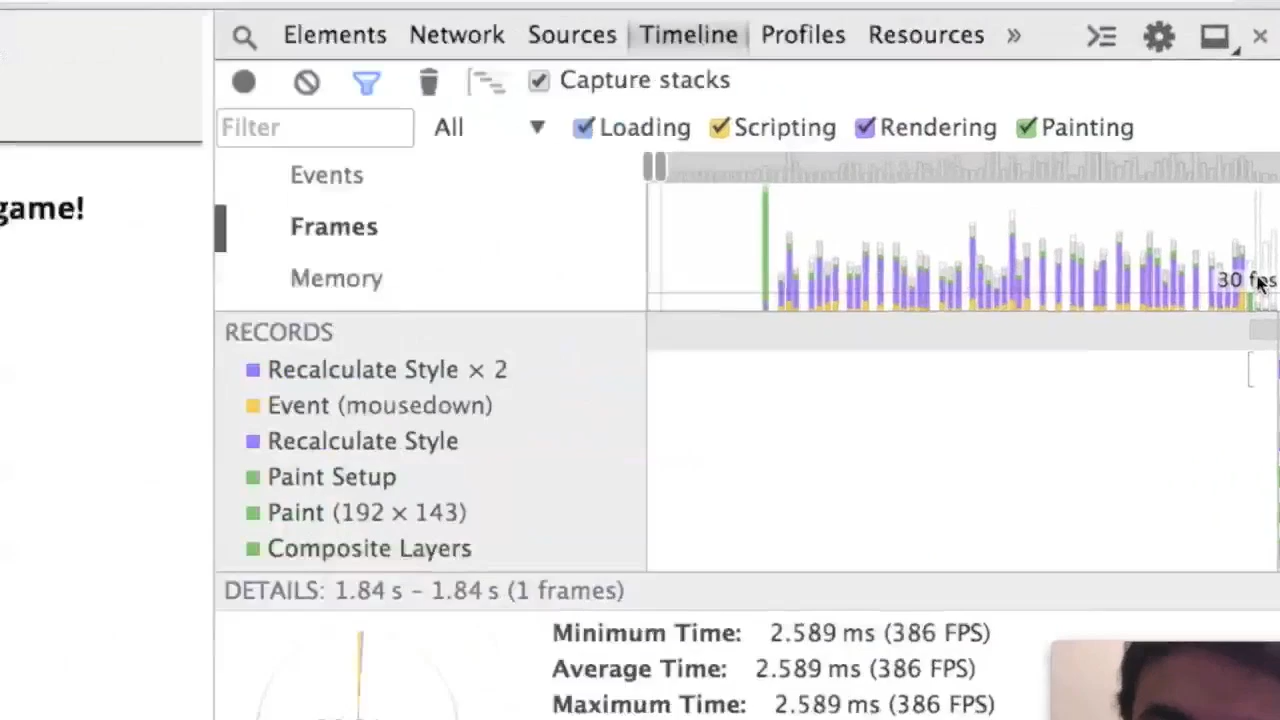 Elements Network Sources Timeline Profiles Resources »
Capture stacks
Filter All Loading Scripting Rendering Painting
Events
game!
Frames
Memory
30 fps
RECORDS
Recalculate Style × 2
Event (mousedown)
Recalculate Style
Paint Setup
Paint (192 × 143)
Composite Layers
DETAILS: 1.84 s – 1.84 s (1 frames)
Minimum Time: 2.589 ms (386 FPS)
Average Time: 2.589 ms (386 FPS)
Maximum Time: 2.589 ms (386 FPS)